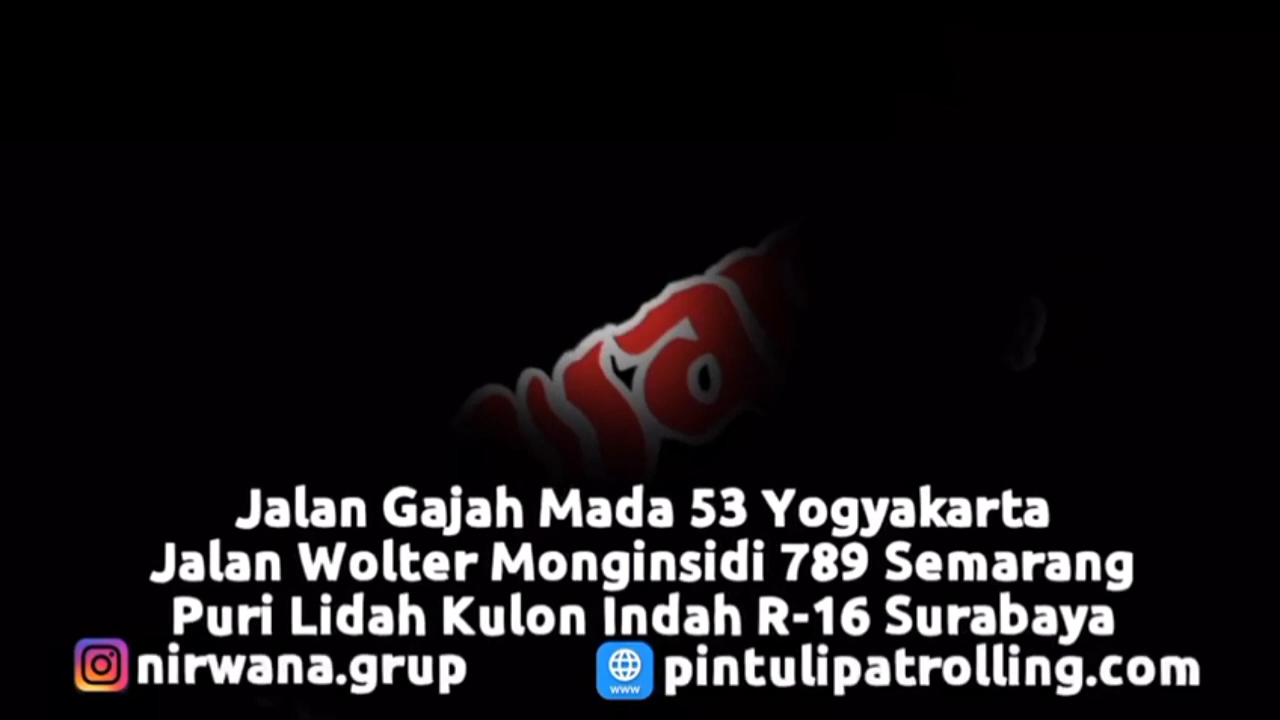 Jalan Gajah Mada 53 Yogyakarta
Jalan Wolter Monginsidi 789 Semarang
Puri Lidah Kulon Indah R-16 Surabaya
nirwana.grup
www
pintulipatrolling.com